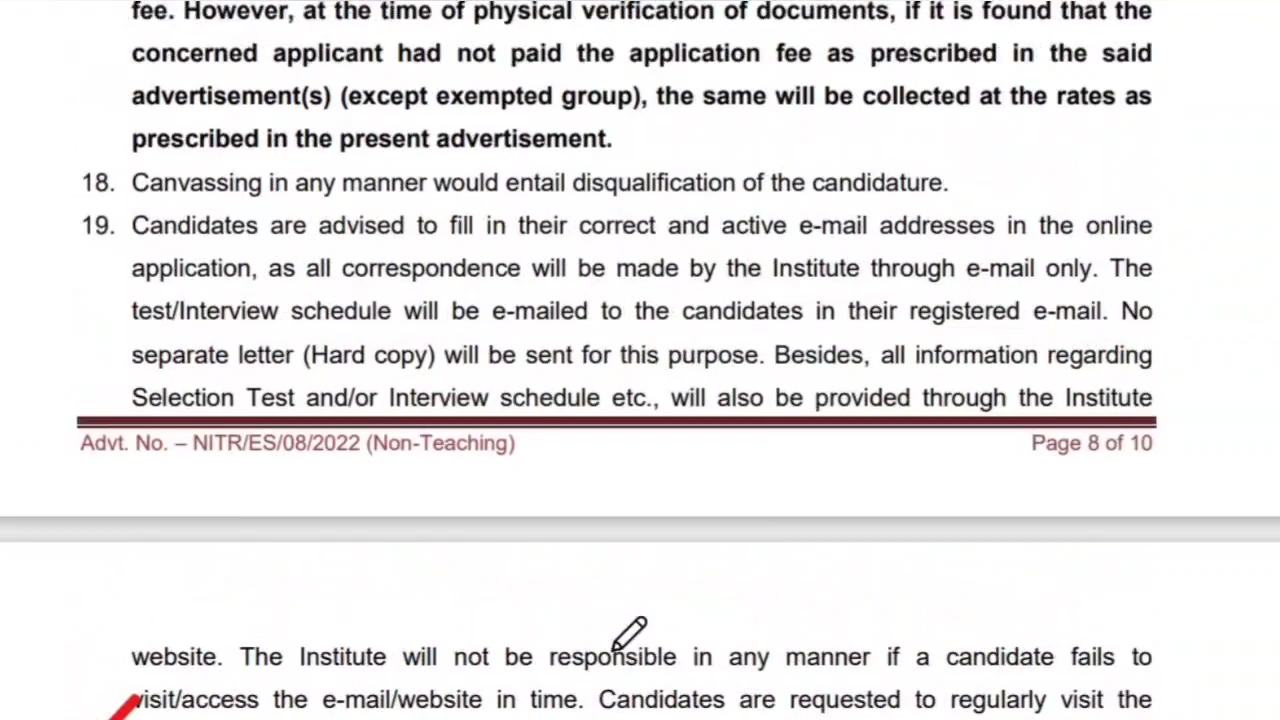 fee. However, at the time of physical verification of documents, if it is found that the
concerned applicant had not paid the application fee as prescribed in the said
advertisement(s) (except exempted group), the same will be collected at the rates as
prescribed in the present advertisement.
18. Canvassing in any manner would entail disqualification of the candidature.
19. Candidates are advised to fill in their correct and active e-mail addresses in the online
application, as all correspondence will be made by the Institute through e-mail only. The
test/Interview schedule will be e-mailed to the candidates in their registered e-mail. No
separate letter (Hard copy) will be sent for this purpose. Besides, all information regarding
Selection Test and/or Interview schedule etc., will also be provided through the Institute
Advt. No. – NITR/ES/08/2022 (Non-Teaching) Page 8 of 10
website. The Institute will not be responsible in any manner if a candidate fails to
visit/access the e-mail/website in time. Candidates are requested to regularly visit the